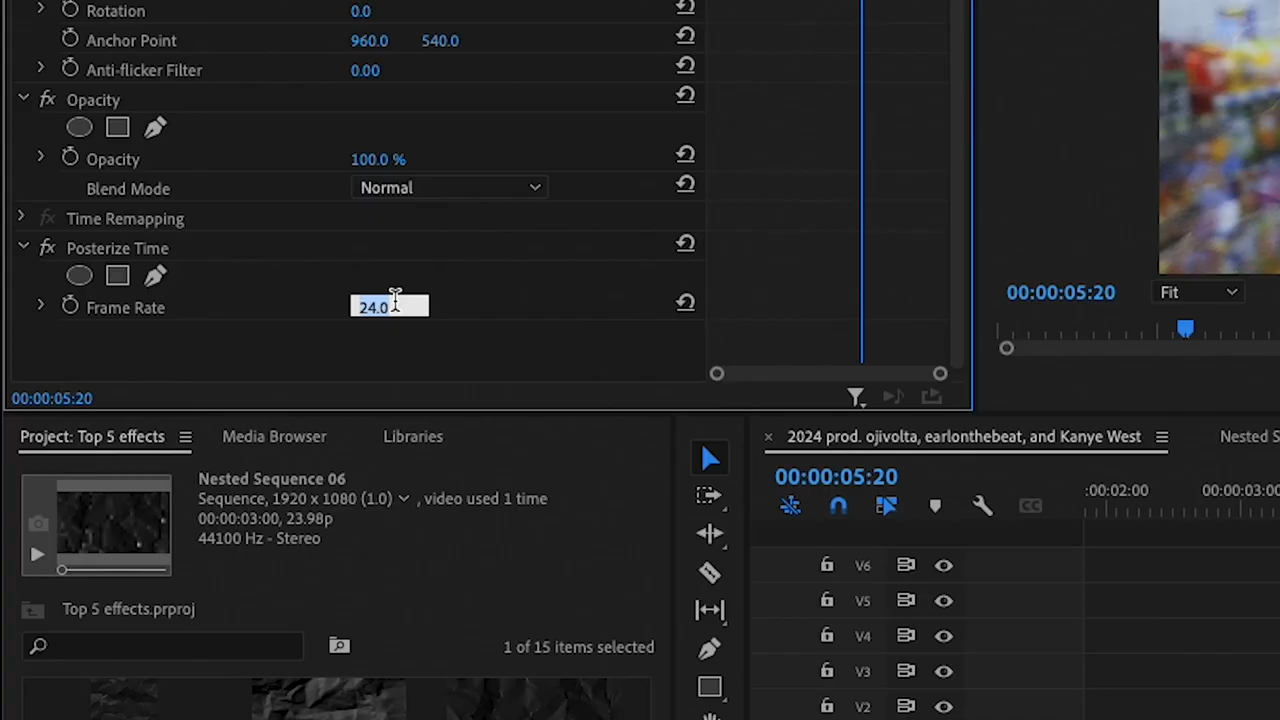 Rotation 0.0
Anchor Point 960.0 540.0
Anti-flicker Filter 0.00
fx Opacity
Opacity 100.0 %
Blend Mode Normal
fx Time Remapping
fx Posterize Time
Frame Rate 24.0
00:00:05:20
00:00:05:20 Fit
Project: Top 5 effects Media Browser Libraries
Nested Sequence 06
Sequence, 1920 x 1080 (1.0) , video used 1 time
00:00:03:00, 23.98p
44100 Hz - Stereo
Top 5 effects.prproj
1 of 15 items selected
× 2024 prod. ojivolta, earlonthebeat, and Kanye West Nested S
00:00:05:20
:00:02:00 00:00:03:00
CC
V6
V5
V4
V3
V2